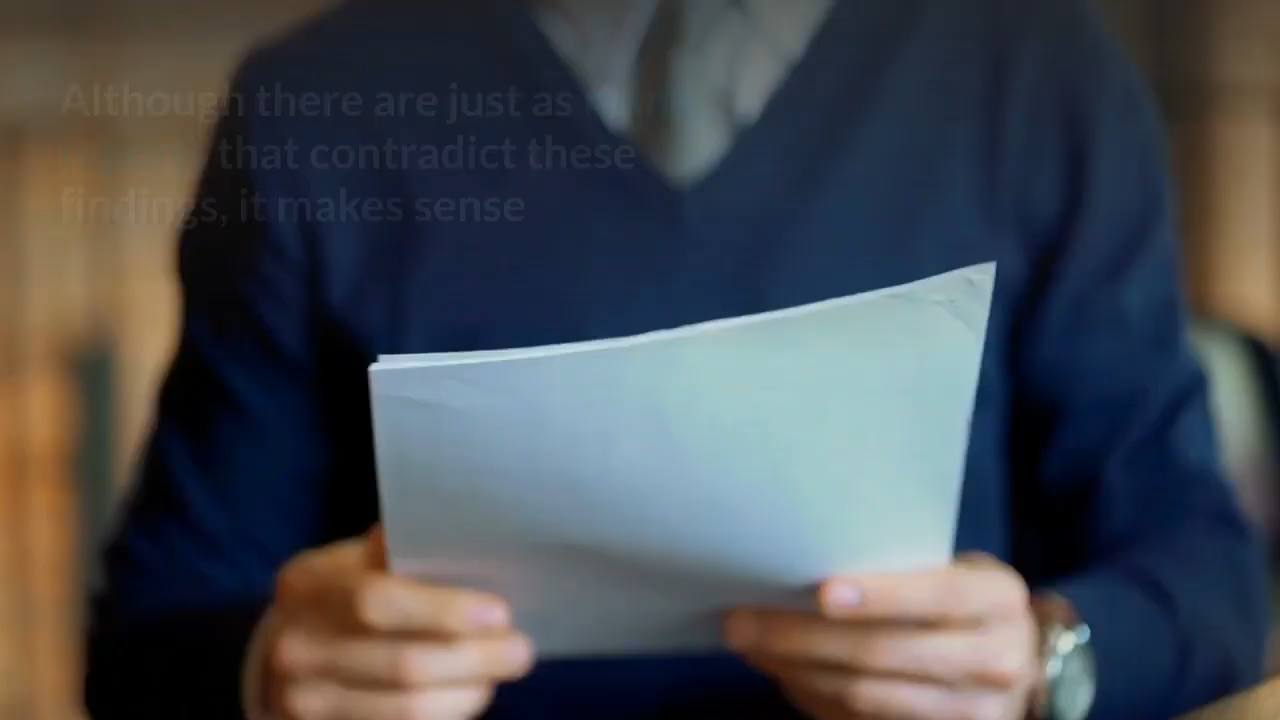 Although there are just as
that contradict these
findings, it makes sense